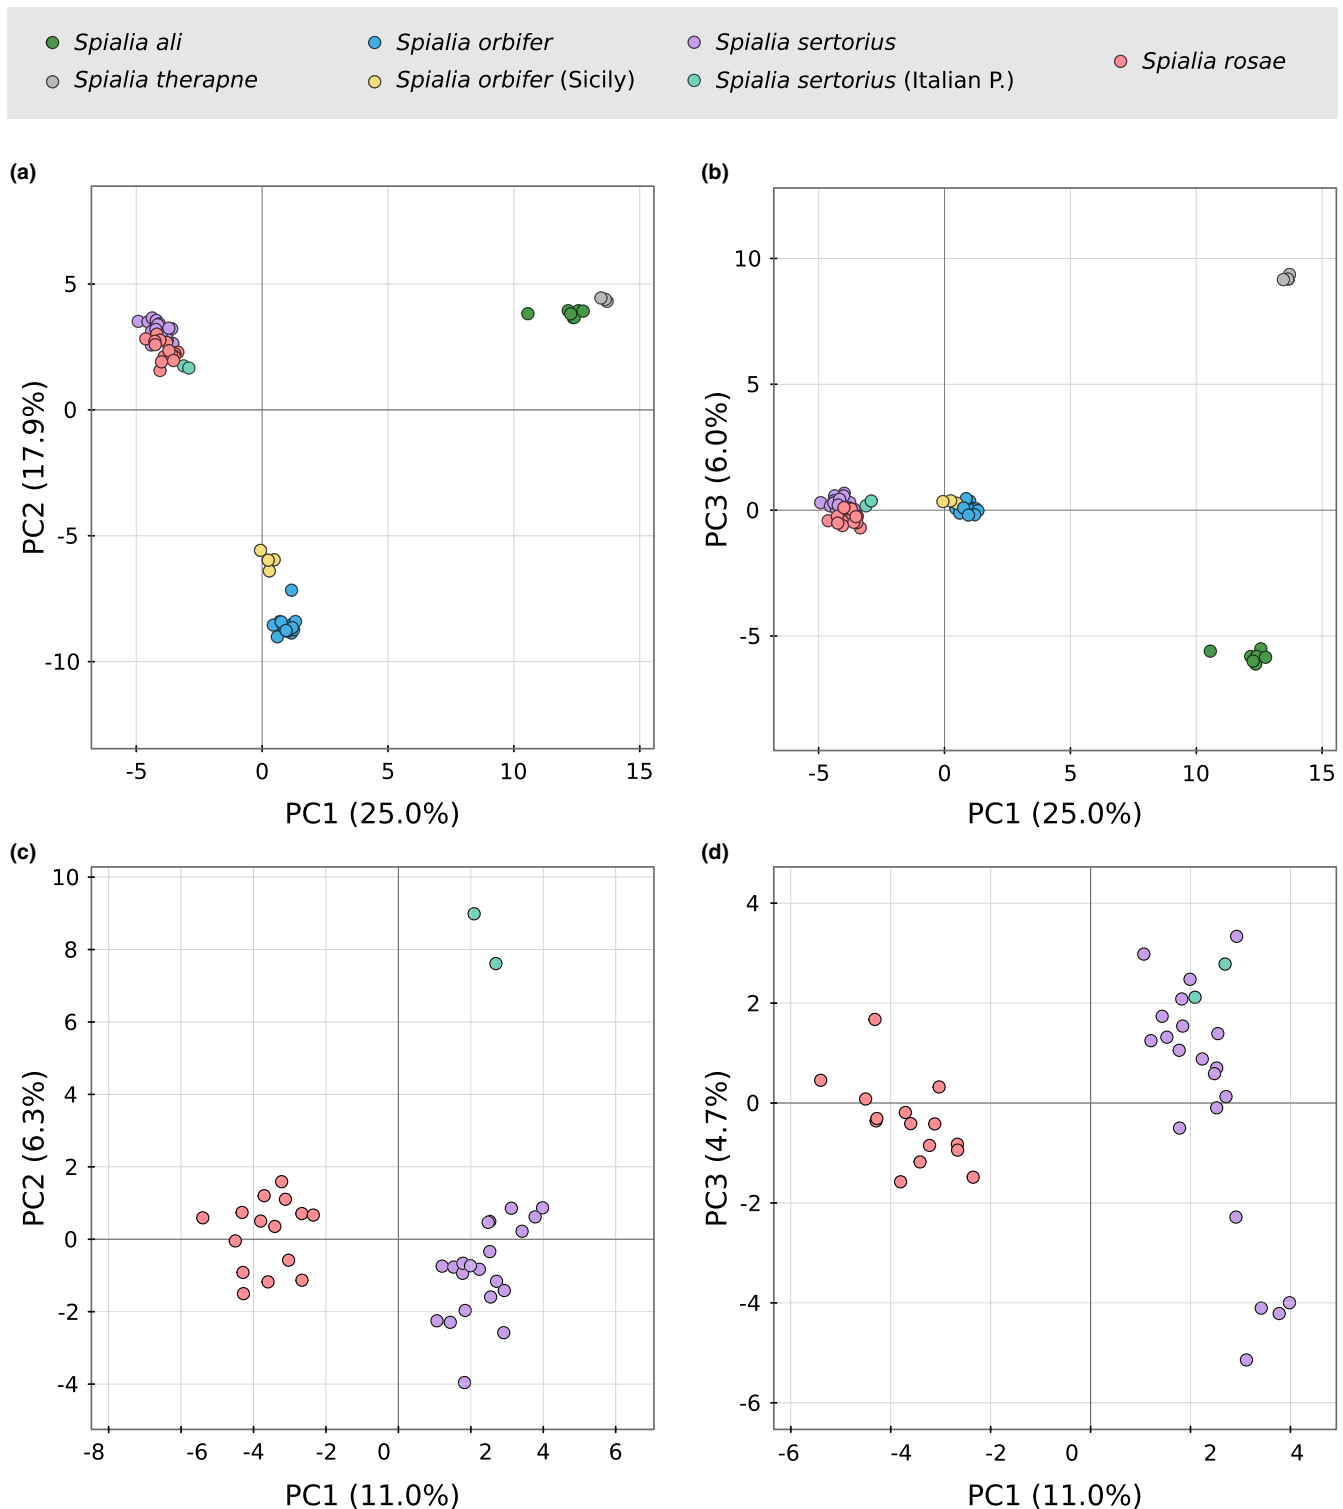 Spialia ali
Spialia orbifer
Spialia sertorius
Spialia rosae
Spialia therapne
Spialia orbifer (Sicily)
Spialia sertorius (Italian P.)
(a)
5
0
-5
-10
PC2 (17.9%)
-5 0 5 10 15
PC1 (25.0%)
(b)
10
5
0
-5
PC3 (6.0%)
-5 0 5 10 15
PC1 (25.0%)
(c)
10
8
6
4
2
0
-2
-4
PC2 (6.3%)
-8 -6 -4 -2 0 2 4 6
PC1 (11.0%)
(d)
4
2
0
-2
-4
-6
PC3 (4.7%)
-6 -4 -2 0 2 4
PC1 (11.0%)